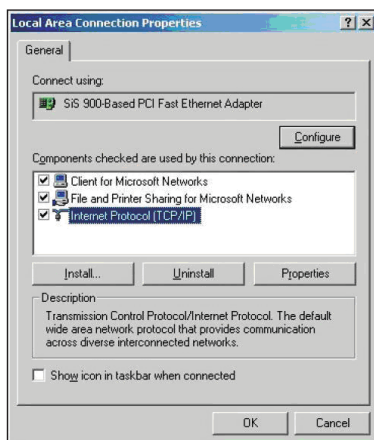 Local Area Connection Properties
General
Connect using:
SiS 900-Based PCI Fast Ethernet Adapter
Configure
Components checked are used by this connection:
Client for Microsoft Networks
File and Printer Sharing for Microsoft Networks
Internet Protocol (TCP/IP)
Install...
Uninstall
Properties
Description
Transmission Control Protocol/Internet Protocol. The default
wide area network protocol that provides communication
across diverse interconnected networks.
Show icon in taskbar when connected
OK
Cancel